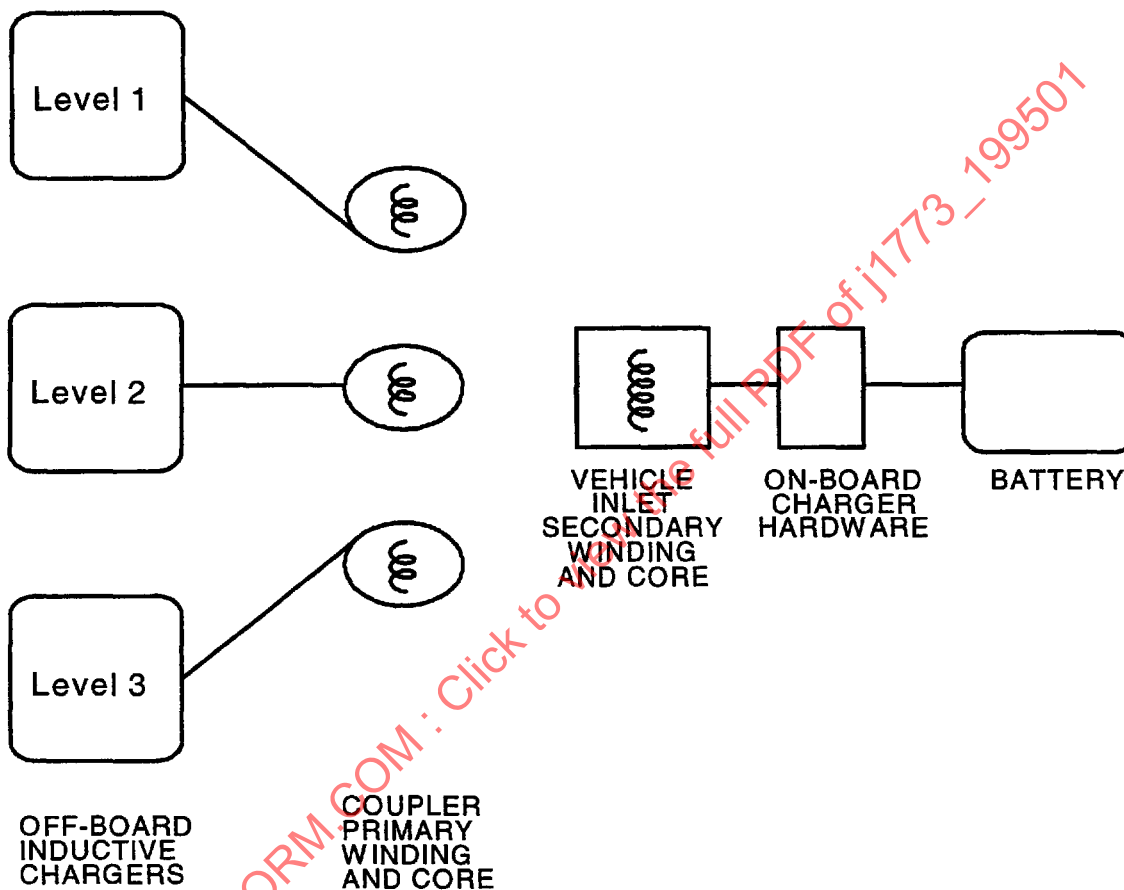 Level 1
Level 2
Level 3
OFF-BOARD
INDUCTIVE
CHARGERS
COUPLER
PRIMARY
WINDING
AND CORE
VEHICLE
INLET
SECONDARY
WINDING
AND CORE
ON-BOARD
CHARGER
HARDWARE
BATTERY
ORM.COM : Click to view the full PDF of j1773_199501